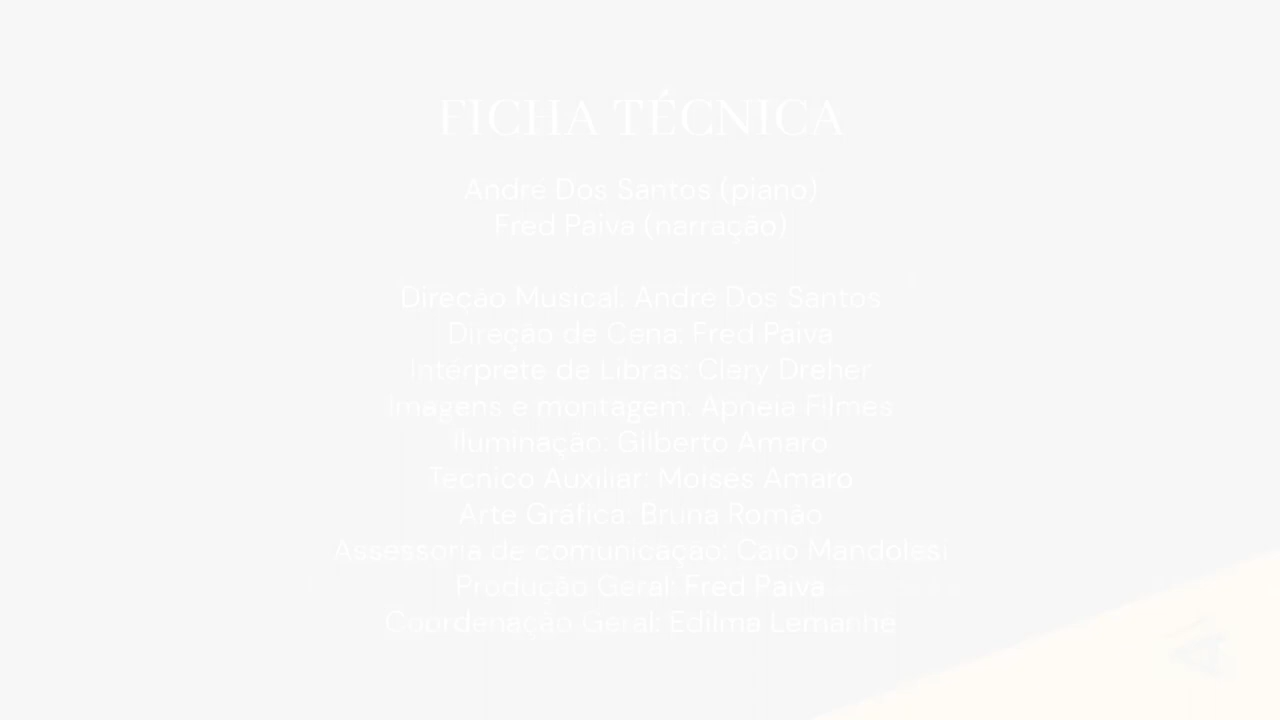 FICHA TÉCNICA
André Dos Santos (piano)
Fred Paiva (narração)
Direção Musical: André Dos Santos
Direção de Cena: Fred Paiva
Intérprete de Libras: Clery Dreher
Imagens e montagem: Apneia Filmes
Iluminação: Gilberto Amaro
Técnico Auxiliar: Moisés Amaro
Arte Gráfica: Bruna Romão
Assessoria de comunicação: Caio Mandolesi
Produção Geral: Fred Paiva
Coordenação Geral: Edilma Lemanhê